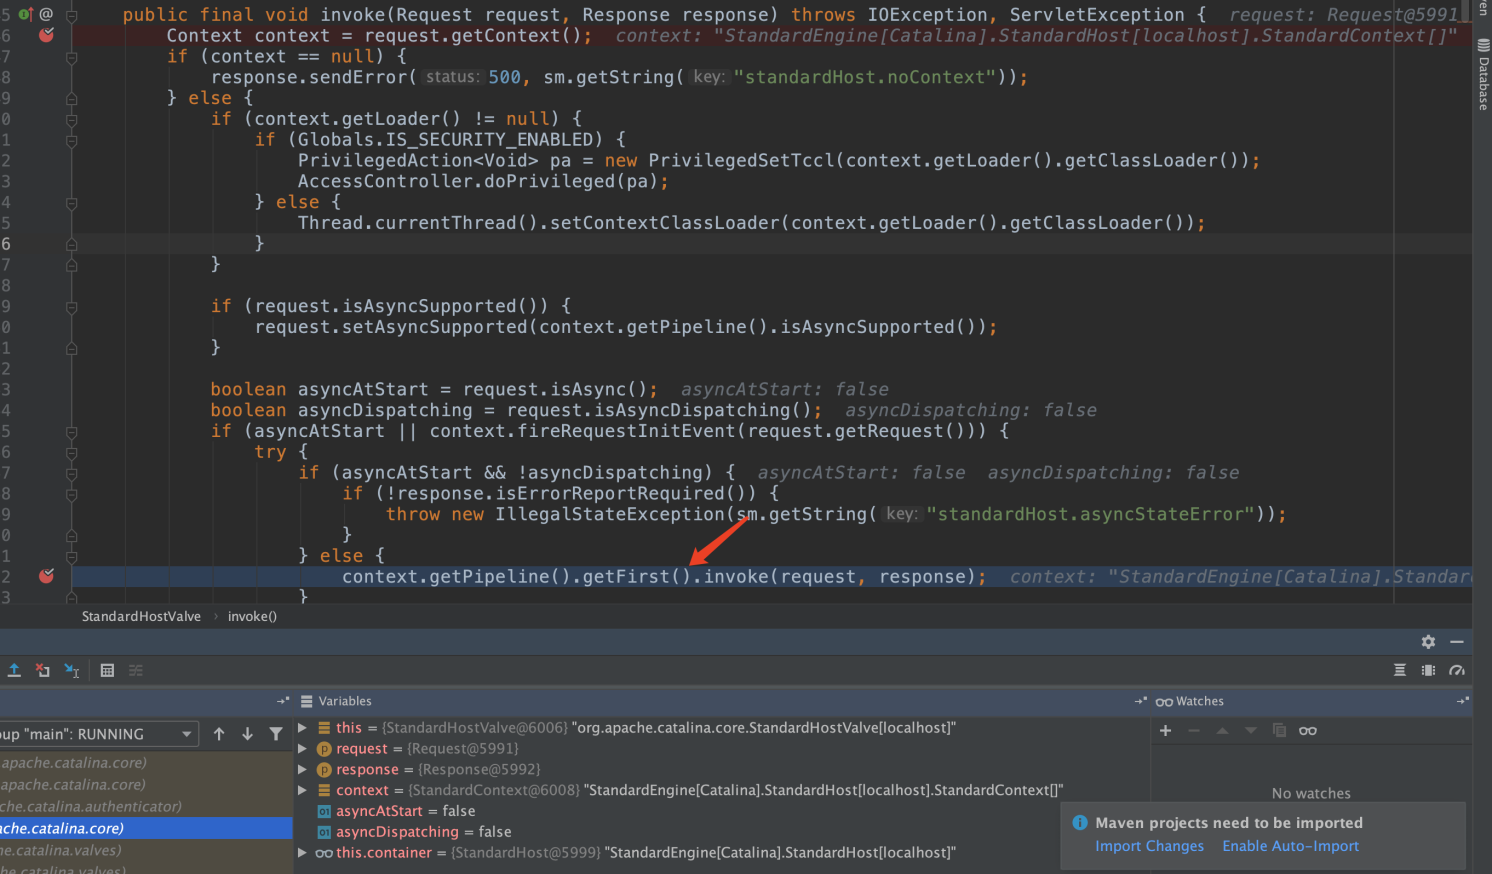 5 public final void invoke(Request request, Response response) throws IOException, ServletException { request: Request@5991
6 Context context = request.getContext(); context: "StandardEngine[Catalina].StandardHost[localhost].StandardContext[]"
7 if (context == null) {
8 response.sendError( status: 500, sm.getString( key: "standardHost.noContext"));
9 } else {
0 if (context.getLoader() != null) {
1 if (Globals.IS_SECURITY_ENABLED) {
2 PrivilegedAction<Void> pa = new PrivilegedSetTccl(context.getLoader().getClassLoader());
3 AccessController.doPrivileged(pa);
4 } else {
5 Thread.currentThread().setContextClassLoader(context.getLoader().getClassLoader());
6 }
7 }
8
9 if (request.isAsyncSupported()) {
0 request.setAsyncSupported(context.getPipeline().isAsyncSupported());
1 }
2
3 boolean asyncAtStart = request.isAsync(); asyncAtStart: false
4 boolean asyncDispatching = request.isAsyncDispatching(); asyncDispatching: false
5 if (asyncAtStart || context.fireRequestInitEvent(request.getRequest())) {
6 try {
7 if (asyncAtStart && !asyncDispatching) { asyncAtStart: false asyncDispatching: false
8 if (!response.isErrorReportRequired()) {
9 throw new IllegalStateException(sm.getString( key: "standardHost.asyncStateError"));
0 }
1 } else {
2 context.getPipeline().getFirst().invoke(request, response); context: "StandardEngine[Catalina].Standar
3 }
Database
StandardHostValve › invoke()
Variables
Watches
oup "main": RUNNING
apache.catalina.core)
apache.catalina.core)
che.catalina.authenticator)
ache.catalina.core)
he.catalina.valves)
he.catalina.valves)
this = {StandardHostValve@6006} "org.apache.catalina.core.StandardHostValve[localhost]"
request = {Request@5991}
response = {Response@5992}
context = {StandardContext@6008} "StandardEngine[Catalina].StandardHost[localhost].StandardContext[]"
asyncAtStart = false
asyncDispatching = false
this.container = {StandardHost@5999} "StandardEngine[Catalina].StandardHost[localhost]"
No watches
Maven projects need to be imported
Import Changes Enable Auto-Import